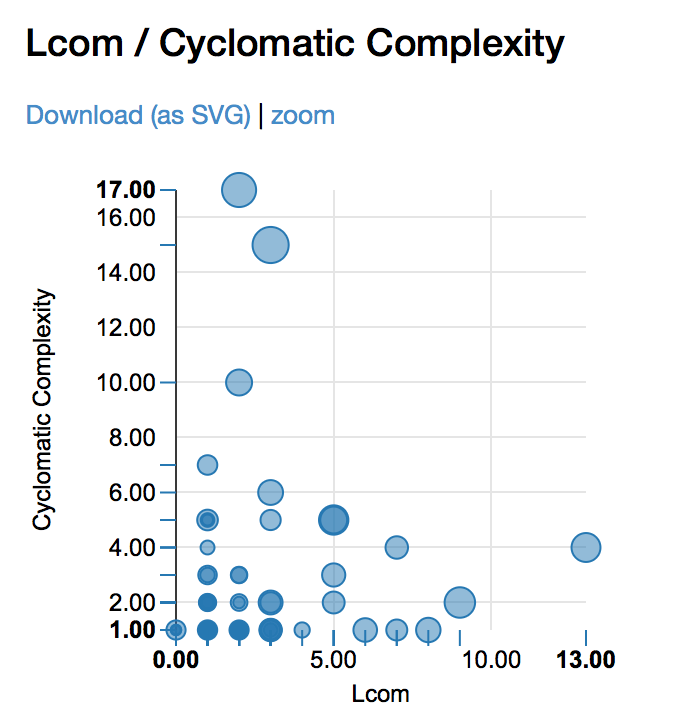 Lcom / Cyclomatic Complexity
Download (as SVG) | zoom
17.00
16.00
14.00
12.00
10.00
8.00
6.00
4.00
2.00
1.00
Cyclomatic Complexity
0.00 5.00 10.00 13.00
Lcom